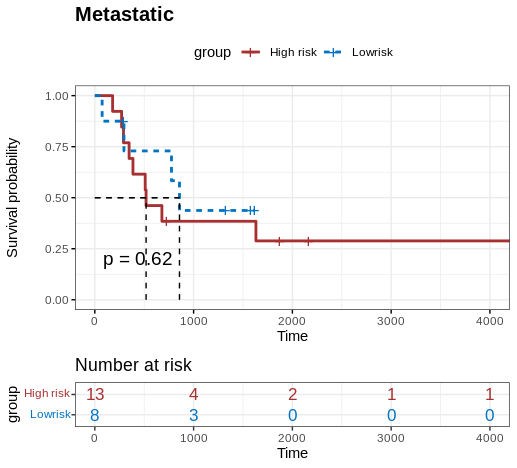 Metastatic
group High risk Lowrisk
Survival probability
1.00
0.75
0.50
0.25
0.00
p = 0.62
0 1000 2000 3000 4000
Time
Number at risk
group
High risk 13 4 2 1 1
Lowrisk 8 3 0 0 0
0 1000 2000 3000 4000
Time